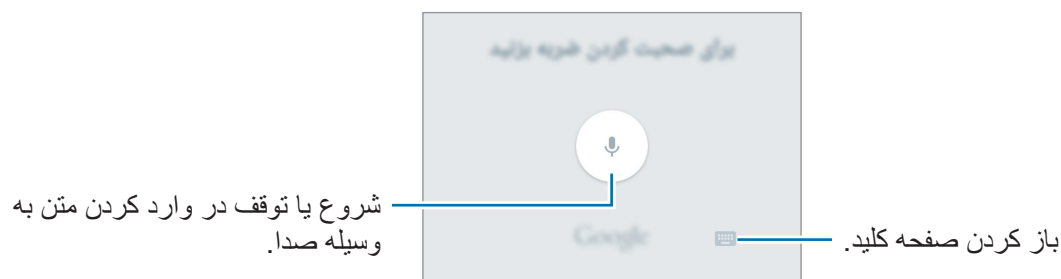 برای صحبت کردن ضربه بزنید
شروع یا توقف در وارد کردن متن به
وسیله صدا.
Google
باز کردن صفحه کلید.